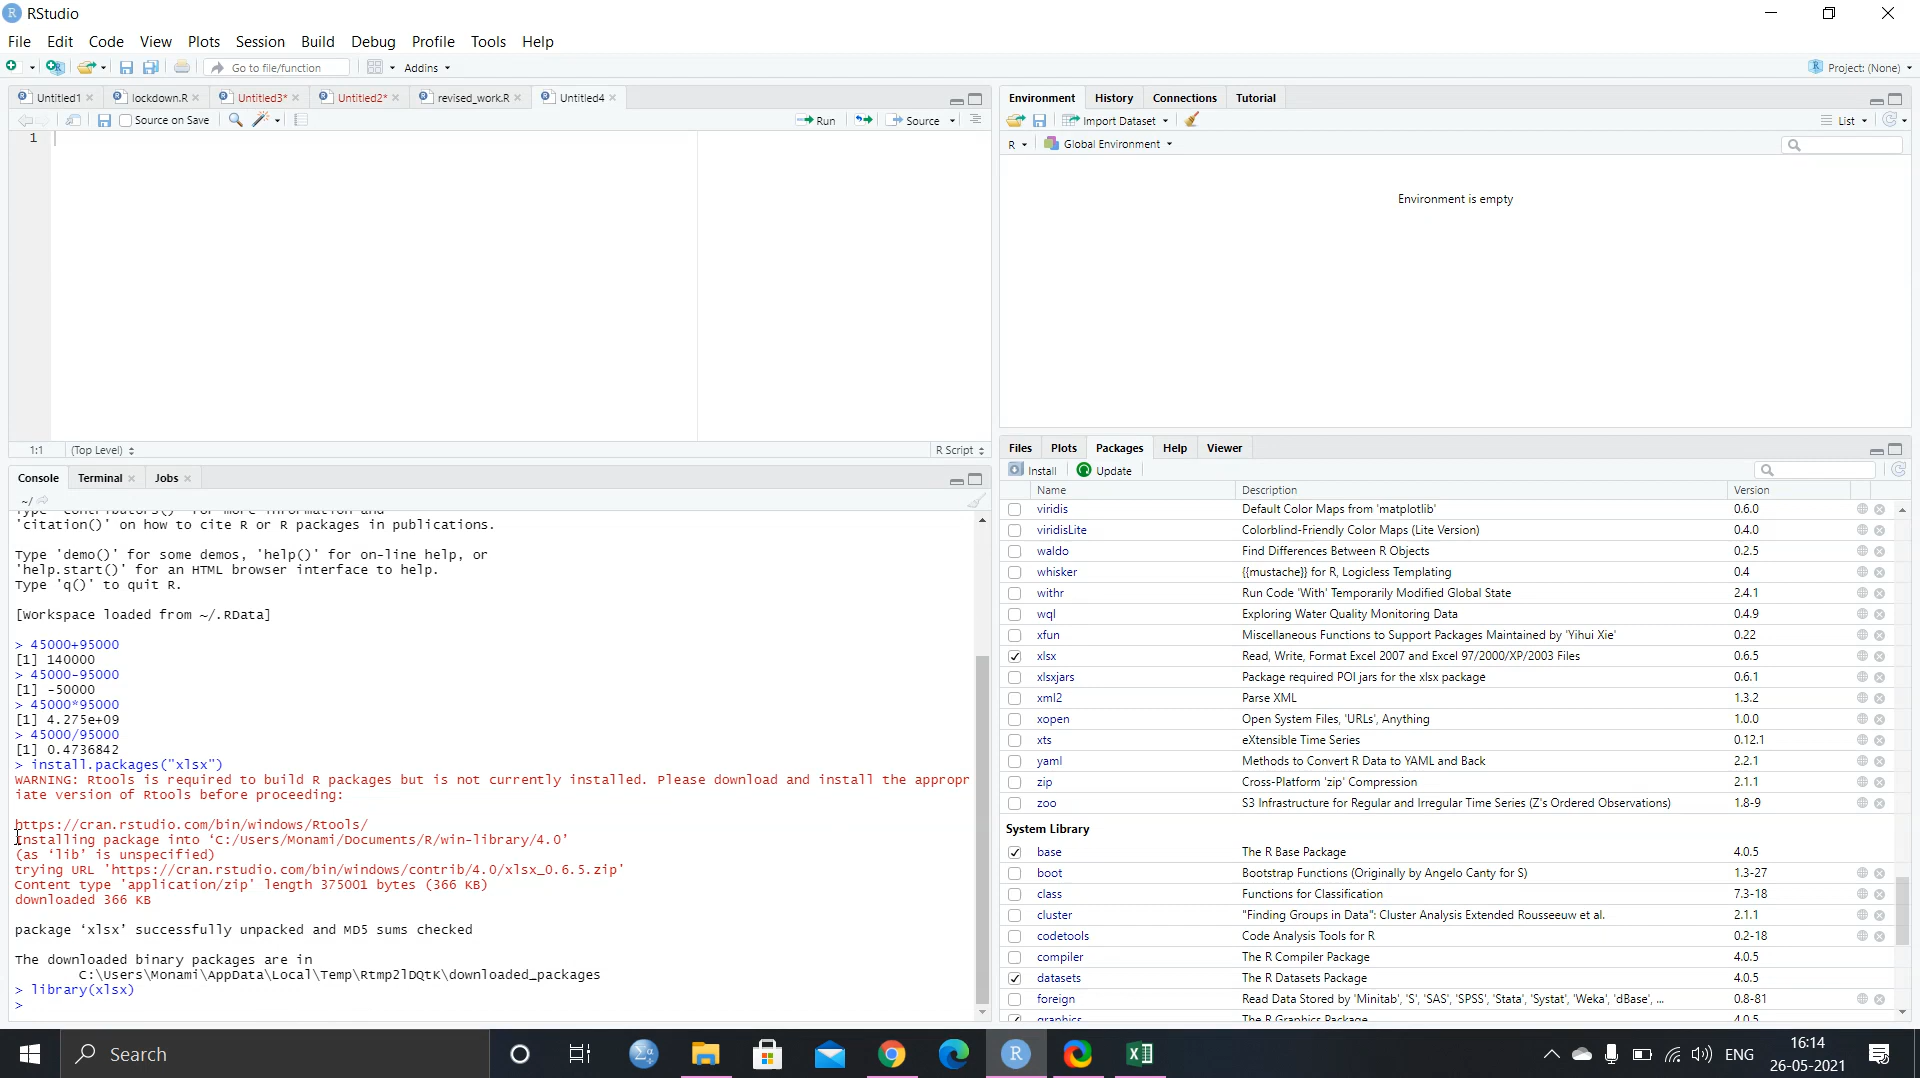 RStudio
File Edit Code View Plots Session Build Debug Profile Tools Help
Go to file/function Addins Project: (None)
Untitled1 lockdown.R Untitled3* Untitled2* revised_work.R Untitled4
Source on Save Run Source
1
1:1 (Top Level) R Script
Console Terminal Jobs
~/
Type 'contributors()' for more information and
'citation()' on how to cite R or R packages in publications.
Type 'demo()' for some demos, 'help()' for on-line help, or
'help.start()' for an HTML browser interface to help.
Type 'q()' to quit R.
[Workspace loaded from ~/.RData]
> 45000+95000
[1] 140000
> 45000-95000
[1] -50000
> 45000*95000
[1] 4.275e+09
> 45000/95000
[1] 0.4736842
> install.packages("xlsx")
WARNING: Rtools is required to build R packages but is not currently installed. Please download and install the appropr
iate version of Rtools before proceeding:
https://cran.rstudio.com/bin/windows/Rtools/
Installing package into ‘C:/Users/Monami/Documents/R/win-library/4.0’
(as ‘lib’ is unspecified)
trying URL 'https://cran.rstudio.com/bin/windows/contrib/4.0/xlsx_0.6.5.zip'
Content type 'application/zip' length 375001 bytes (366 KB)
downloaded 366 KB
package ‘xlsx’ successfully unpacked and MD5 sums checked
The downloaded binary packages are in
C:\Users\Monami\AppData\Local\Temp\Rtmp2lDQtK\downloaded_packages
> library(xlsx)
>
Environment History Connections Tutorial
Import Dataset List
R Global Environment
Environment is empty
Files Plots Packages Help Viewer
Install Update
Name Description Version
viridis Default Color Maps from 'matplotlib' 0.6.0
viridisLite Colorblind-Friendly Color Maps (Lite Version) 0.4.0
waldo Find Differences Between R Objects 0.2.5
whisker {{mustache}} for R, Logicless Templating 0.4
withr Run Code 'With' Temporarily Modified Global State 2.4.1
wql Exploring Water Quality Monitoring Data 0.4.9
xfun Miscellaneous Functions to Support Packages Maintained by 'Yihui Xie' 0.22
xlsx Read, Write, Format Excel 2007 and Excel 97/2000/XP/2003 Files 0.6.5
xlsxjars Package required POI jars for the xlsx package 0.6.1
xml2 Parse XML 1.3.2
xopen Open System Files, 'URLs', Anything 1.0.0
xts eXtensible Time Series 0.12.1
yaml Methods to Convert R Data to YAML and Back 2.2.1
zip Cross-Platform 'zip' Compression 2.1.1
zoo S3 Infrastructure for Regular and Irregular Time Series (Z's Ordered Observations) 1.8-9
System Library
base The R Base Package 4.0.5
boot Bootstrap Functions (Originally by Angelo Canty for S) 1.3-27
class Functions for Classification 7.3-18
cluster "Finding Groups in Data": Cluster Analysis Extended Rousseeuw et al. 2.1.1
codetools Code Analysis Tools for R 0.2-18
compiler The R Compiler Package 4.0.5
datasets The R Datasets Package 4.0.5
foreign Read Data Stored by 'Minitab', 'S', 'SAS', 'SPSS', 'Stata', 'Systat', 'Weka', 'dBase', ... 0.8-81
graphics The R Graphics Package 4.0.5
Search ENG 16:14
26-05-2021